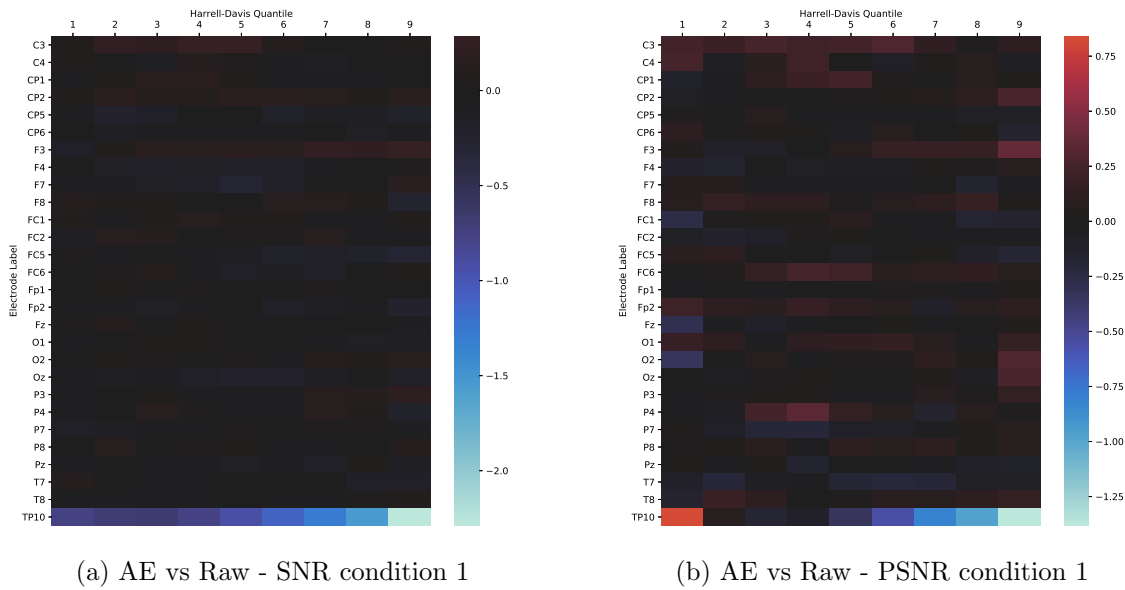 Harrell-Davis Quantile
1 2 3 4 5 6 7 8 9
Electrode Label
C3
C4
CP1
CP2
CP5
CP6
F3
F4
F7
F8
FC1
FC2
FC5
FC6
Fp1
Fp2
Fz
O1
O2
Oz
P3
P4
P7
P8
Pz
T7
T8
TP10
0.0
−0.5
−1.0
−1.5
−2.0
(a) AE vs Raw - SNR condition 1
Harrell-Davis Quantile
1 2 3 4 5 6 7 8 9
Electrode Label
C3
C4
CP1
CP2
CP5
CP6
F3
F4
F7
F8
FC1
FC2
FC5
FC6
Fp1
Fp2
Fz
O1
O2
Oz
P3
P4
P7
P8
Pz
T7
T8
TP10
0.75
0.50
0.25
0.00
−0.25
−0.50
−0.75
−1.00
−1.25
(b) AE vs Raw - PSNR condition 1